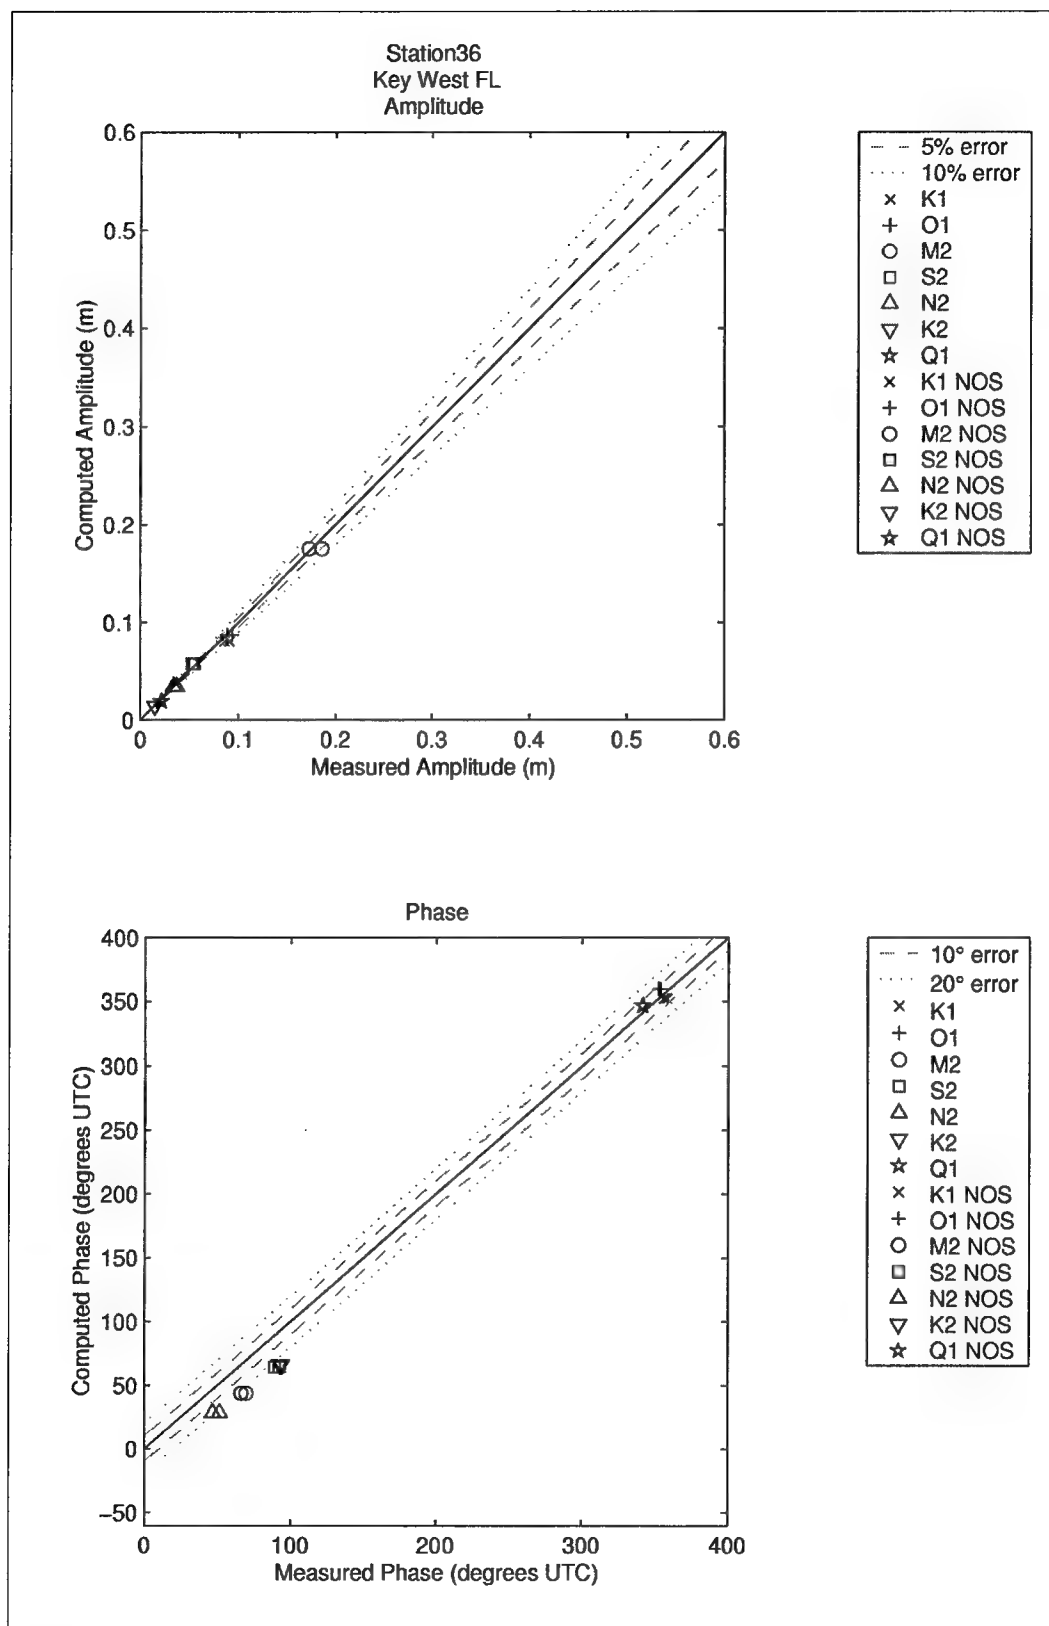 Station36
Key West FL
Amplitude
0.6
0.5
0.4
0.3
0.2
0.1
0
Computed Amplitude (m)
0 0.1 0.2 0.3 0.4 0.5 0.6
Measured Amplitude (m)
5% error
10% error
K1
O1
M2
S2
N2
K2
Q1
K1 NOS
O1 NOS
M2 NOS
S2 NOS
N2 NOS
K2 NOS
Q1 NOS
Phase
400
350
300
250
200
150
100
50
0
−50
Computed Phase (degrees UTC)
0 100 200 300 400
Measured Phase (degrees UTC)
10° error
20° error
K1
O1
M2
S2
N2
K2
Q1
K1 NOS
O1 NOS
M2 NOS
S2 NOS
N2 NOS
K2 NOS
Q1 NOS